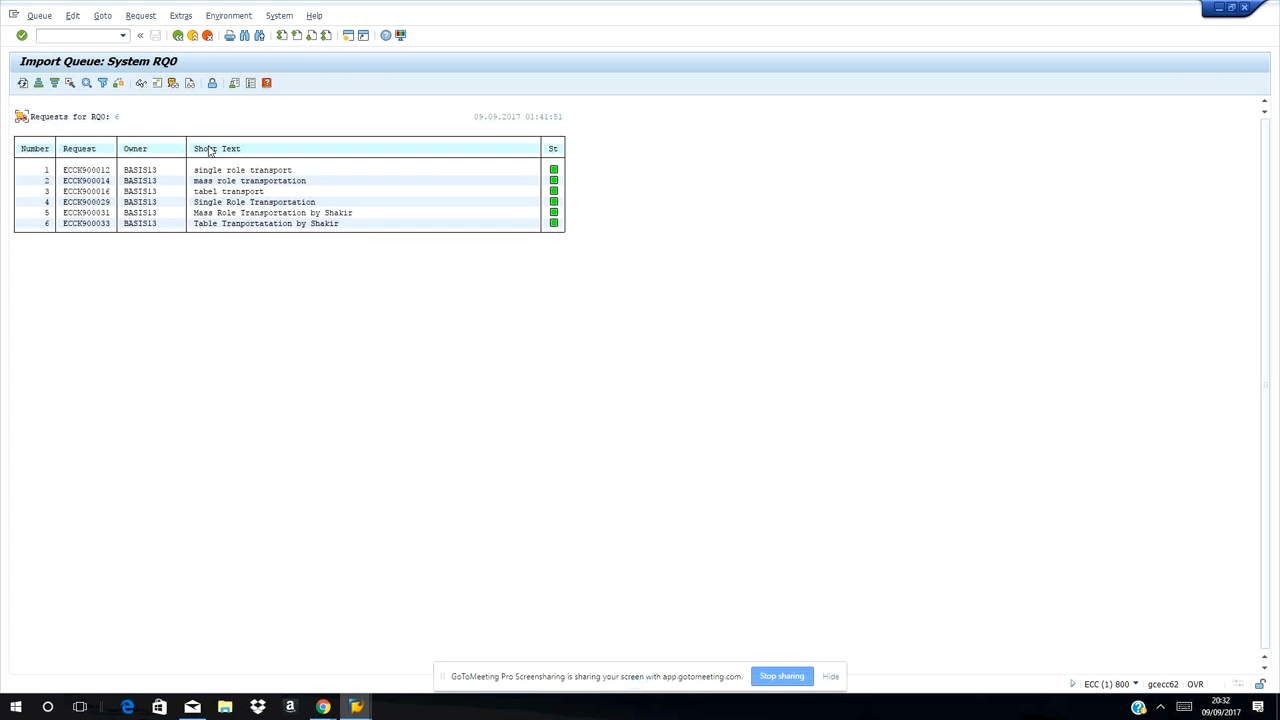 Queue Edit Goto Request Extras Environment System Help
Import Queue: System RQ0
Requests for RQ0: 6 09.09.2017 01:41:51
Number Request Owner Short Text St
1 ECCK900012 BASIS13 single role transport
2 ECCK900014 BASIS13 mass role transportation
3 ECCK900016 BASIS13 tabel transport
4 ECCK900029 BASIS13 Single Role Transportation
5 ECCK900031 BASIS13 Mass Role Transportation by Shakir
6 ECCK900033 BASIS13 Table Tranportatation by Shakir
GoToMeeting Pro Screensharing is sharing your screen with app.gotomeeting.com. Stop sharing Hide
ECC (1) 800 gcecc62 OVR
20:32
09/09/2017